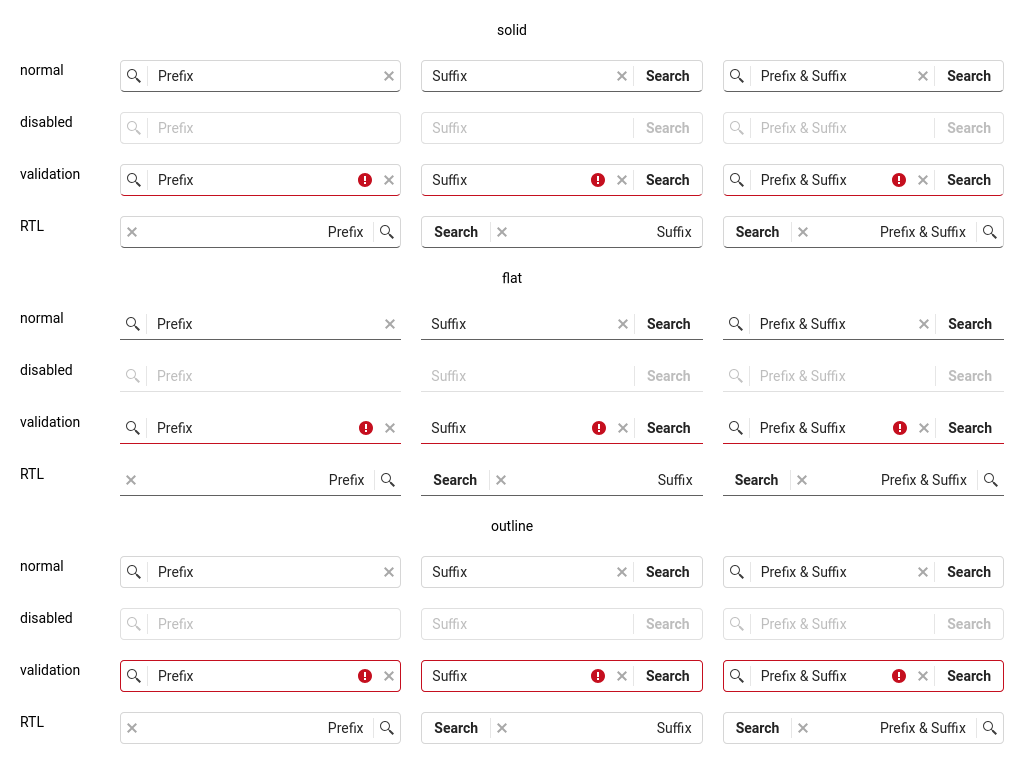 solid
normal Prefix Suffix Search Prefix & Suffix Search
disabled Prefix Suffix Search Prefix & Suffix Search
validation Prefix Suffix Search Prefix & Suffix Search
RTL Prefix Search Suffix Search Prefix & Suffix
flat
normal Prefix Suffix Search Prefix & Suffix Search
disabled Prefix Suffix Search Prefix & Suffix Search
validation Prefix Suffix Search Prefix & Suffix Search
RTL Prefix Search Suffix Search Prefix & Suffix
outline
normal Prefix Suffix Search Prefix & Suffix Search
disabled Prefix Suffix Search Prefix & Suffix Search
validation Prefix Suffix Search Prefix & Suffix Search
RTL Prefix Search Suffix Search Prefix & Suffix